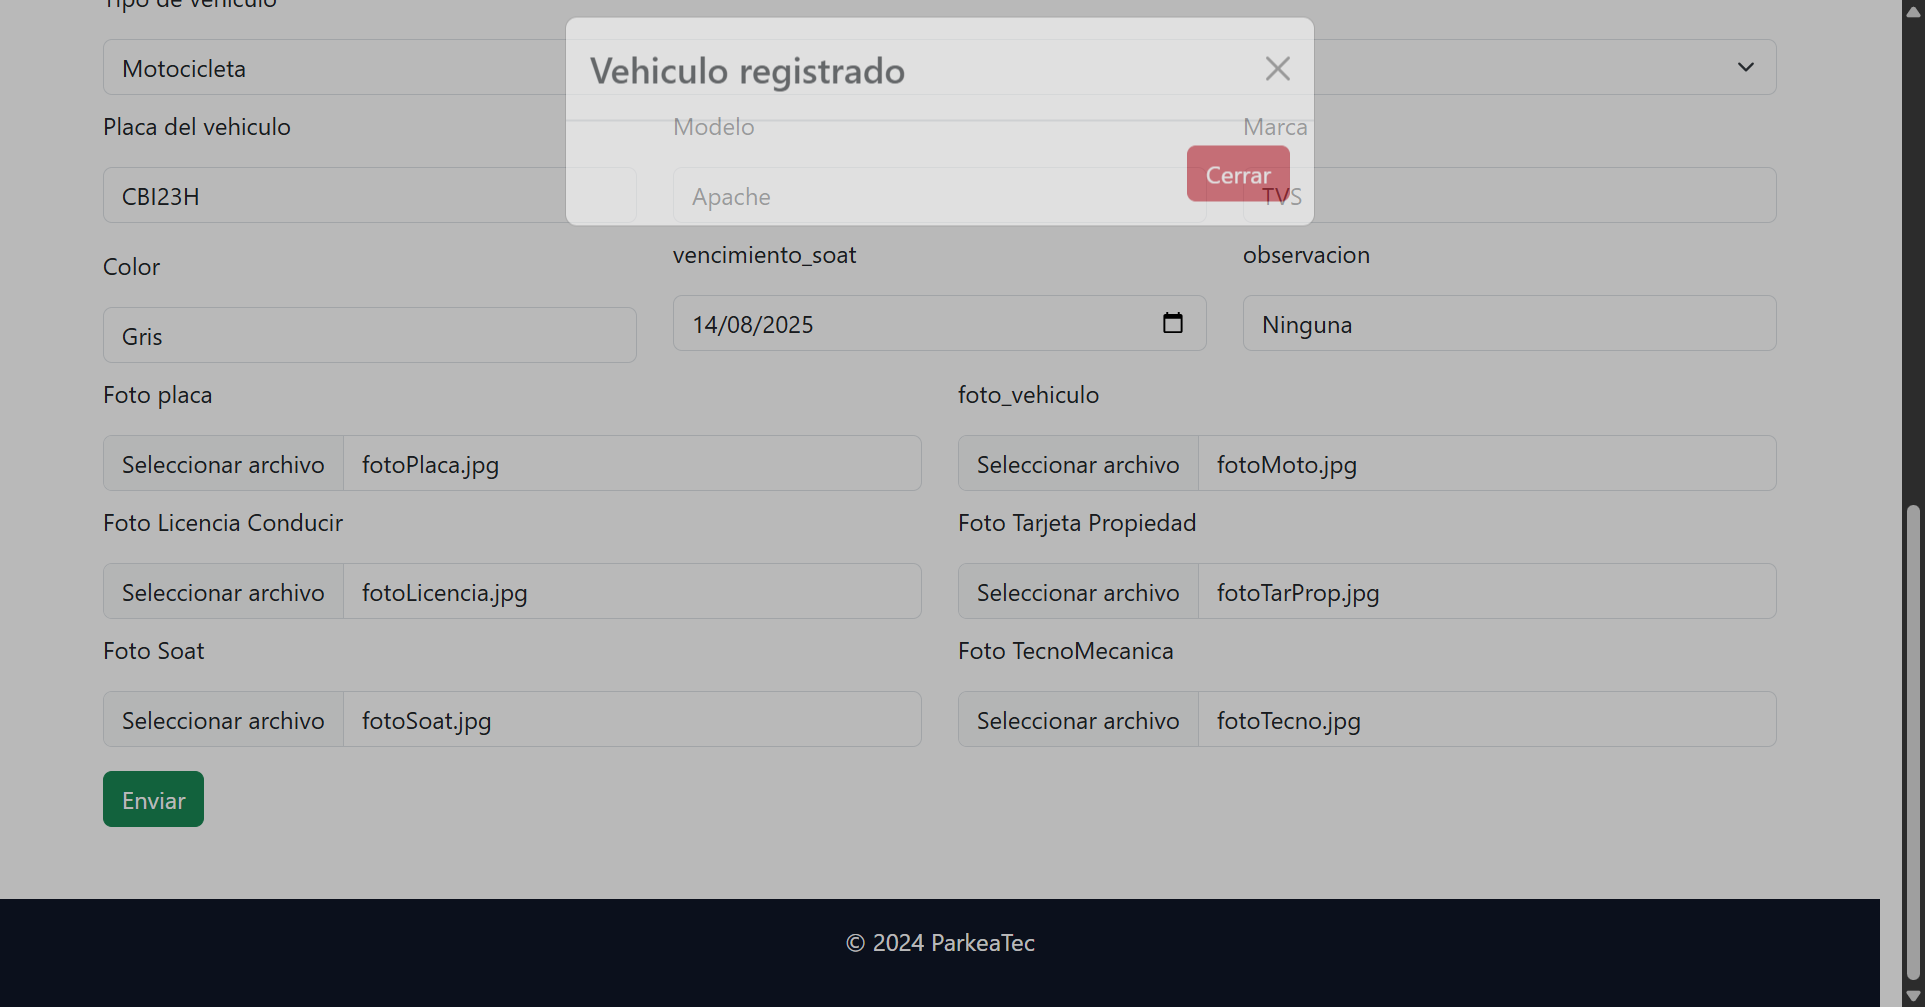 Tipo de vehiculo
Motocicleta
Vehiculo registrado
Placa del vehiculo
Modelo
Marca
CBI23H
Apache
Cerrar
TVS
Color
vencimiento_soat
observacion
Gris
14/08/2025
Ninguna
Foto placa
foto_vehiculo
Seleccionar archivo fotoPlaca.jpg
Seleccionar archivo fotoMoto.jpg
Foto Licencia Conducir
Foto Tarjeta Propiedad
Seleccionar archivo fotoLicencia.jpg
Seleccionar archivo fotoTarProp.jpg
Foto Soat
Foto TecnoMecanica
Seleccionar archivo fotoSoat.jpg
Seleccionar archivo fotoTecno.jpg
Enviar
© 2024 ParkeaTec